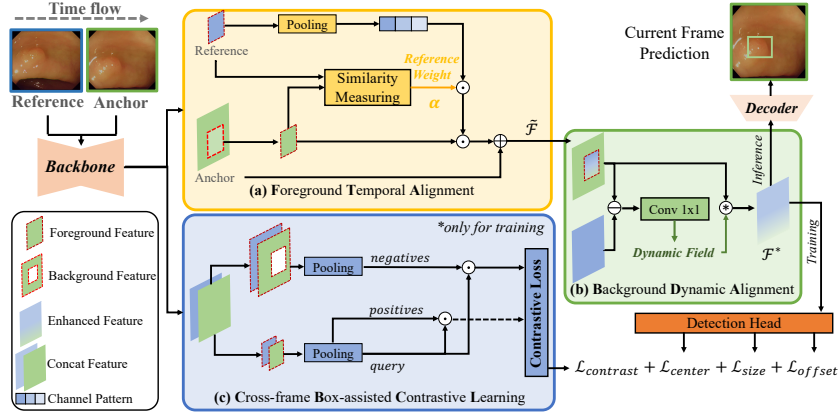 Time flow
Reference
Anchor
Backbone
Foreground Feature
Background Feature
Enhanced Feature
Concat Feature
Channel Pattern
Reference
Pooling
Similarity
Measuring
Reference
Weight
α
Anchor
(a) Foreground Temporal Alignment
F̃
*only for training
Pooling
negatives
Pooling
positives
query
Contrastive Loss
(c) Cross-frame Box-assisted Contrastive Learning
Current Frame
Prediction
Decoder
Inference
Conv 1x1
Dynamic Field
F*
Training
(b) Background Dynamic Alignment
Detection Head
ℒcontrast + ℒcenter + ℒsize + ℒoffset